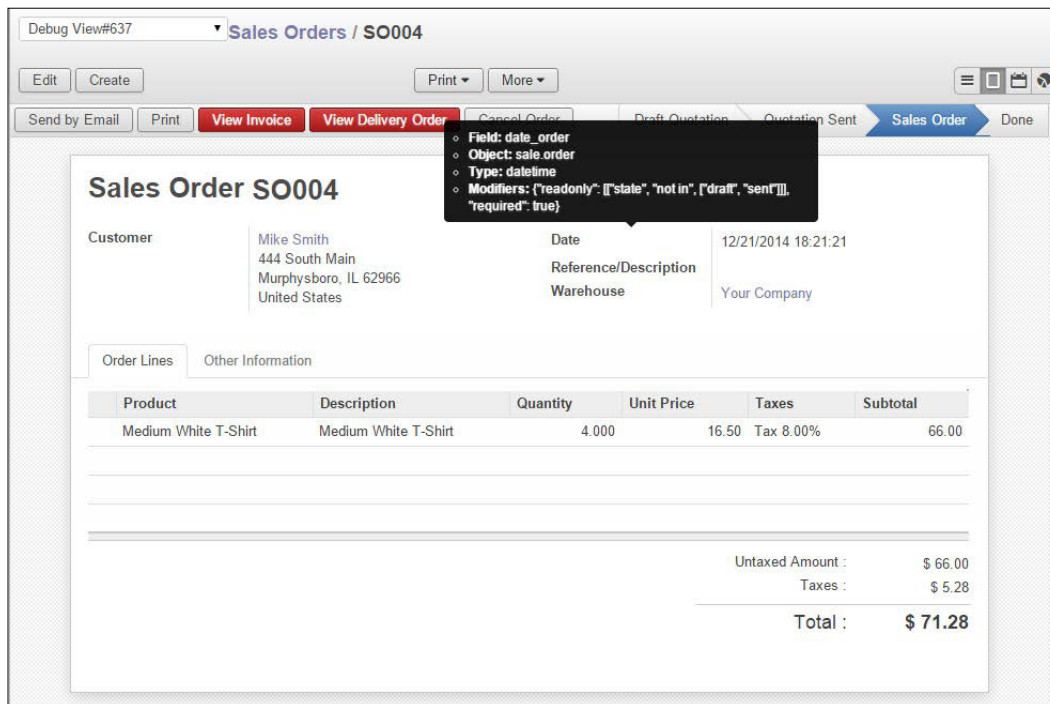 Debug View#637
Sales Orders / SO004
Edit Create Print More
Send by Email Print View Invoice View Delivery Order Cancel Order Draft Quotation Quotation Sent Sales Order Done
Field: date_order
Object: sale.order
Type: datetime
Modifiers: {"readonly": [["state", "not in", ["draft", "sent"]]],
"required": true}
Sales Order SO004
Customer Mike Smith
444 South Main
Murphysboro, IL 62966
United States
Date 12/21/2014 18:21:21
Reference/Description
Warehouse Your Company
Order Lines Other Information
Product Description Quantity Unit Price Taxes Subtotal
Medium White T-Shirt Medium White T-Shirt 4.000 16.50 Tax 8.00% 66.00
Untaxed Amount : $ 66.00
Taxes : $ 5.28
Total : $ 71.28